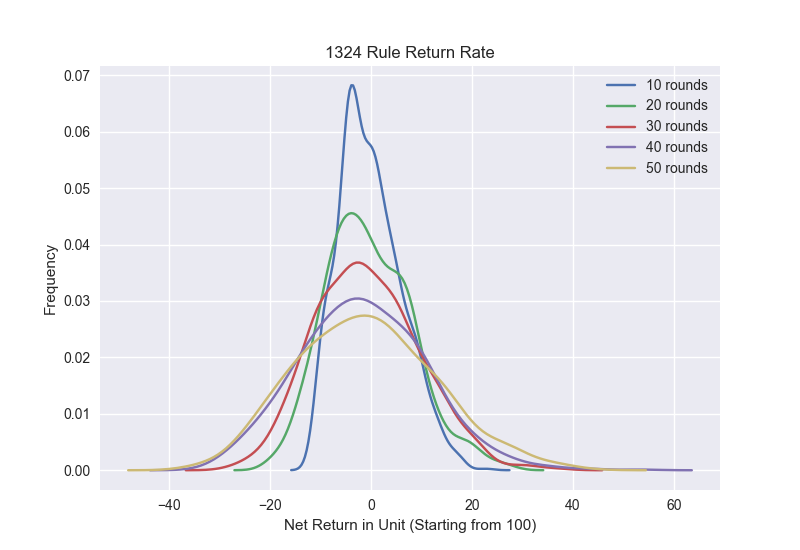 1324 Rule Return Rate
0.07
0.06
0.05
0.04
0.03
0.02
0.01
0.00
Frequency
10 rounds
20 rounds
30 rounds
40 rounds
50 rounds
−40 −20 0 20 40 60
Net Return in Unit (Starting from 100)